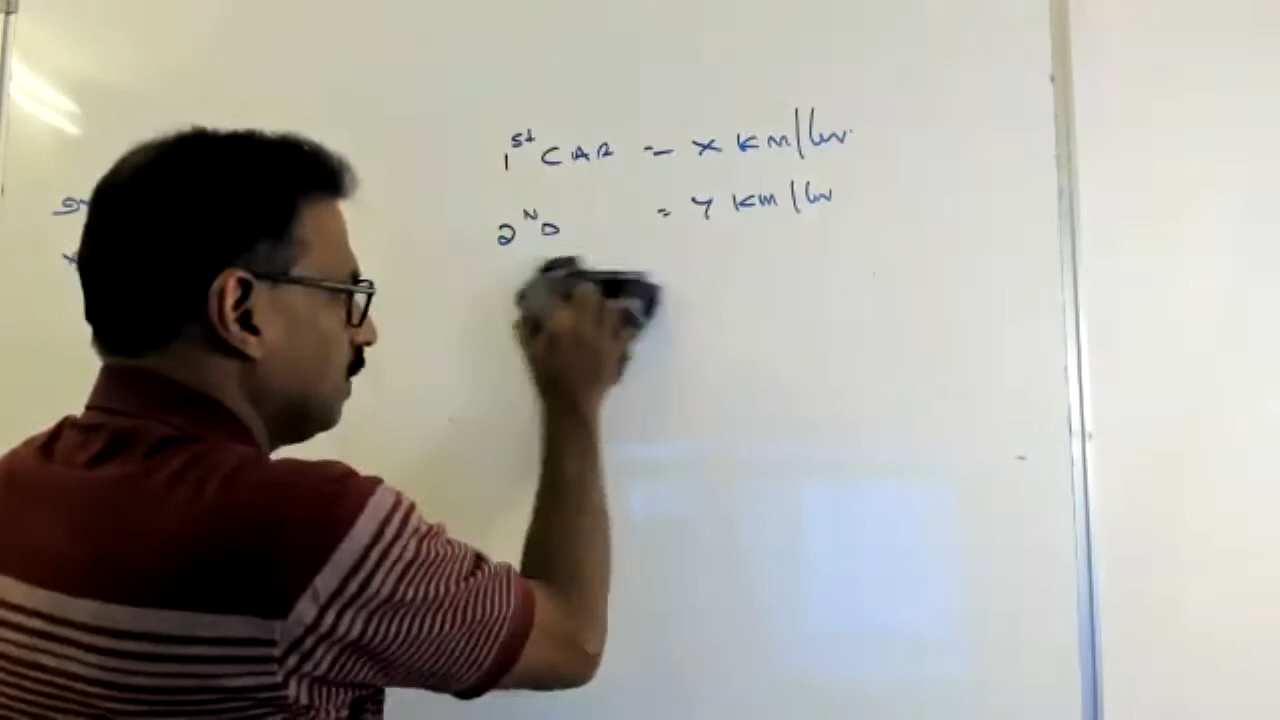 1st CAR = x km/hr
2ND = y km/hr